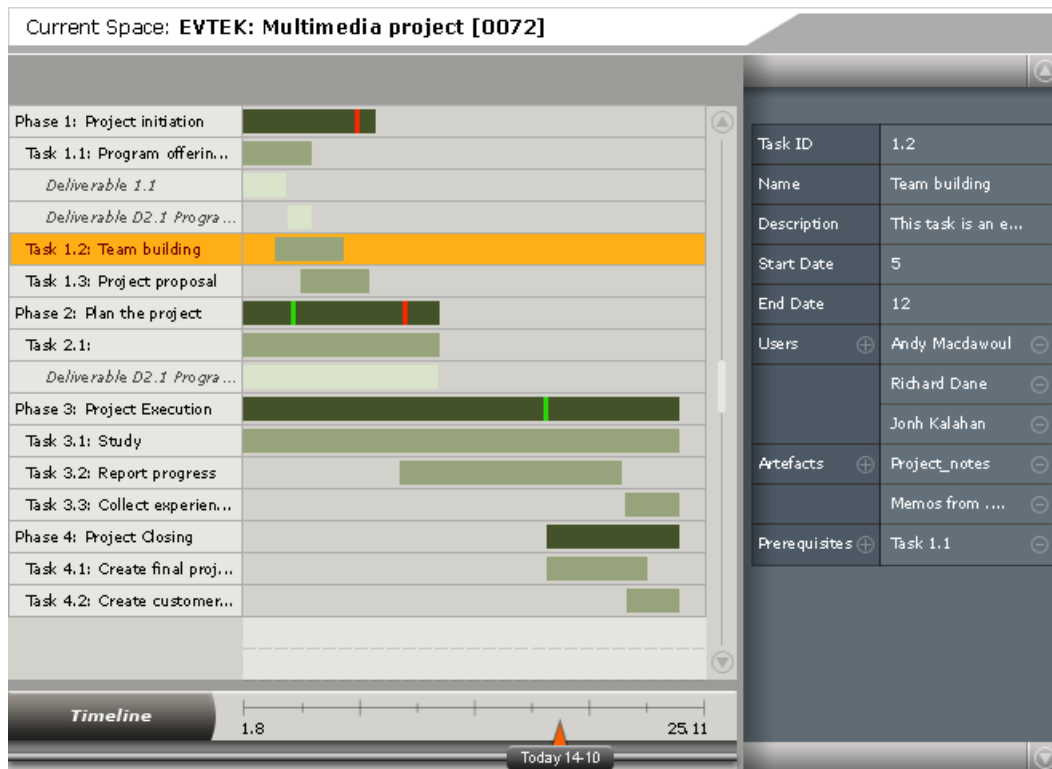 Current Space: EVTEK: Multimedia project [0072]
Phase 1: Project initiation
Task 1.1: Program offerin...
Deliverable 1.1
Deliverable D2.1 Progra...
Task 1.2: Team building
Task 1.3: Project proposal
Phase 2: Plan the project
Task 2.1:
Deliverable D2.1 Progra...
Phase 3: Project Execution
Task 3.1: Study
Task 3.2: Report progress
Task 3.3: Collect experien...
Phase 4: Project Closing
Task 4.1: Create final proj...
Task 4.2: Create customer...
Timeline
1.8
25.11
Today 14-10
Task ID 1.2
Name Team building
Description This task is an e...
Start Date 5
End Date 12
Users Andy Macdawoul
Richard Dane
Jonh Kalahan
Artefacts Project_notes
Memos from ....
Prerequisites Task 1.1